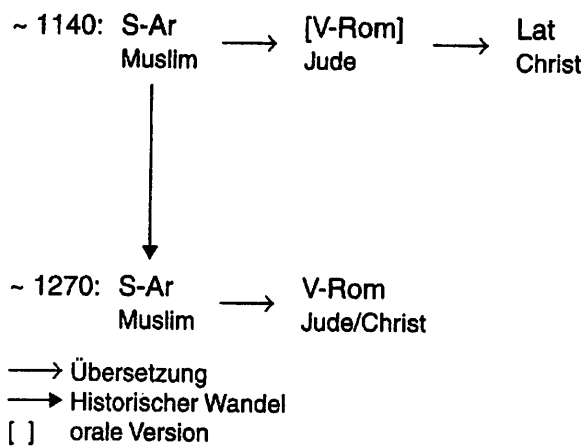 ~ 1140: S-Ar → [V-Rom] → Lat
Muslim Jude Christ
~ 1270: S-Ar → V-Rom
Muslim Jude/Christ
→ Übersetzung
→ Historischer Wandel
[ ] orale Version